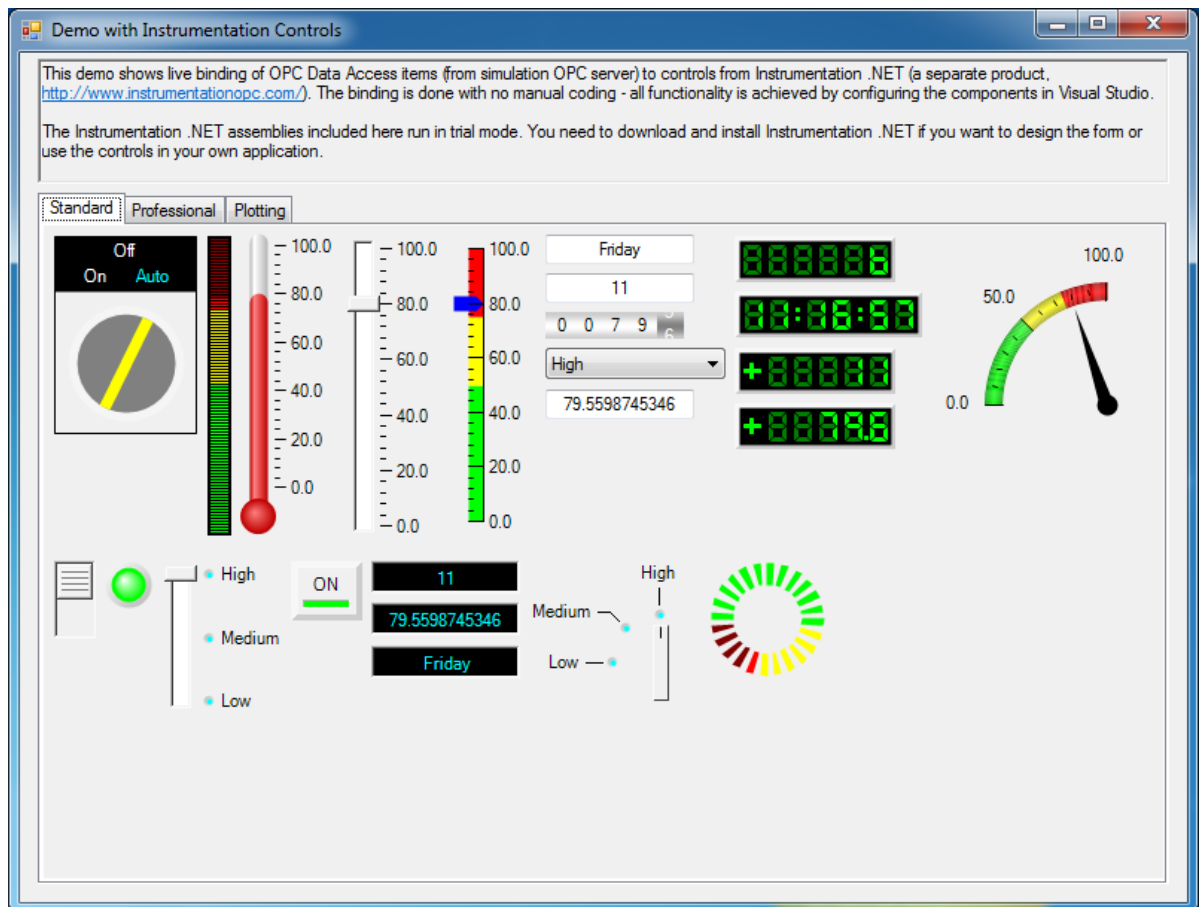 Demo with Instrumentation Controls
This demo shows live binding of OPC Data Access items (from simulation OPC server) to controls from Instrumentation .NET (a separate product,
http://www.instrumentationopc.com/). The binding is done with no manual coding - all functionality is achieved by configuring the components in Visual Studio.
The Instrumentation .NET assemblies included here run in trial mode. You need to download and install Instrumentation .NET if you want to design the form or
use the controls in your own application.
Standard Professional Plotting
Off
On Auto
100.0
80.0
60.0
40.0
20.0
0.0
100.0
80.0
60.0
40.0
20.0
0.0
100.0
80.0
60.0
40.0
20.0
0.0
Friday
11
0 0 7 9
High
79.5598745346
11:16:57
+11
+79.6
100.0
50.0
0.0
High
Medium
Low
ON
11
79.5598745346
Friday
High
Medium
Low